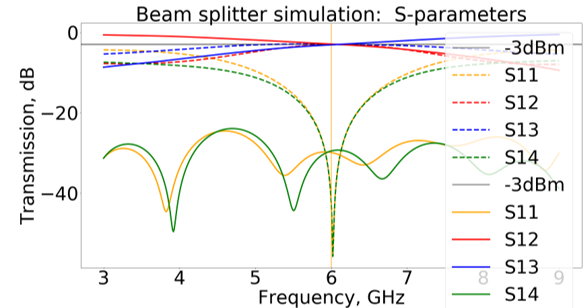 Beam splitter simulation: S-parameters
Transmission, dB
0
−20
−40
3 4 5 6 7 8 9
Frequency, GHz
-3dBm
S11
S12
S13
S14
-3dBm
S11
S12
S13
S14